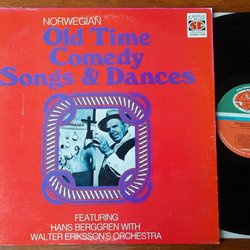 NORWEGIAN
Old Time
Comedy
Songs & Dances
FEATURING
HANS BERGGREN WITH
WALTER ERIKSSON'S ORCHESTRA